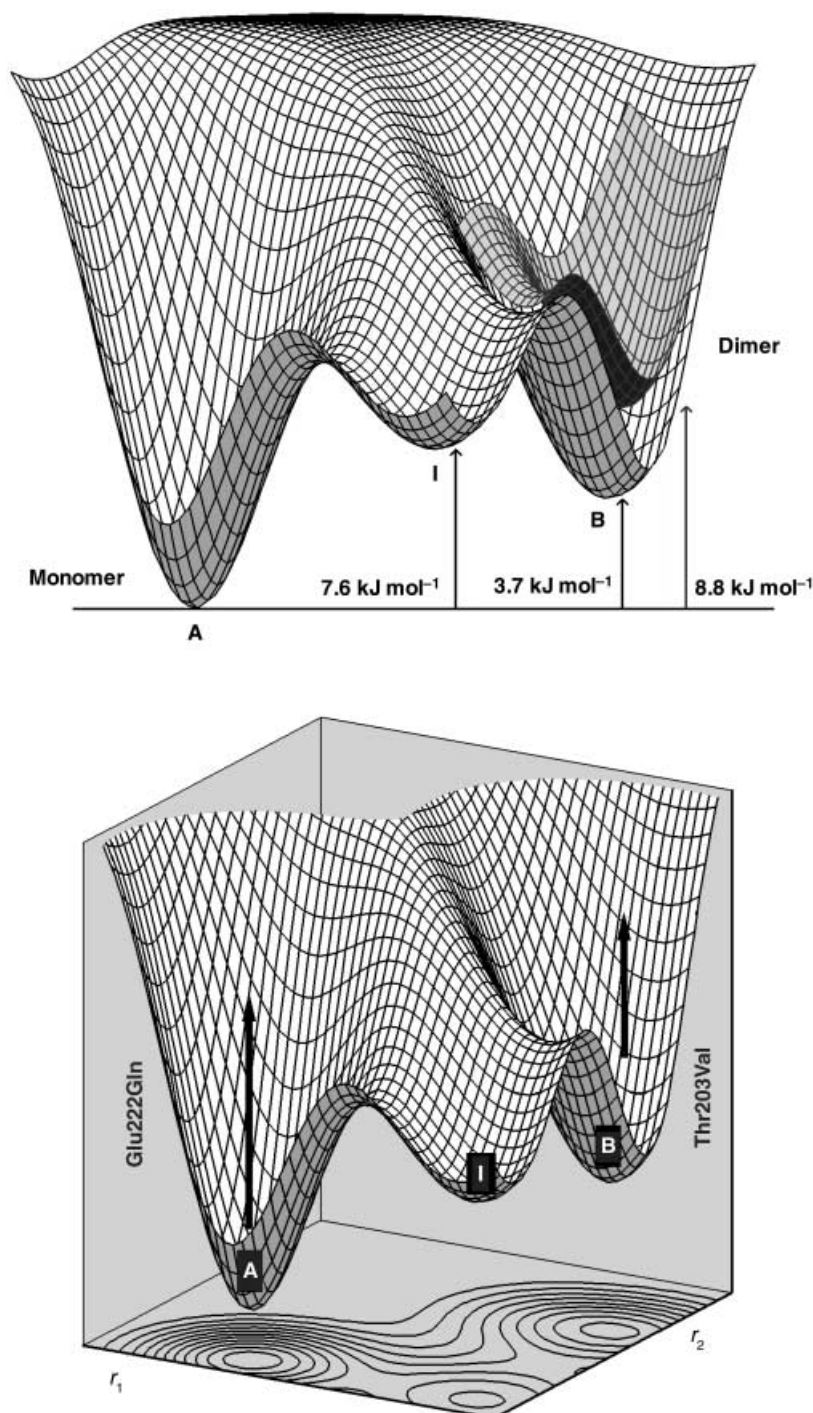 Dimer
I
B
Monomer
7.6 kJ mol⁻¹
3.7 kJ mol⁻¹
8.8 kJ mol⁻¹
A
Glu222Gln
Thr203Val
B
I
A
r₁
r₂